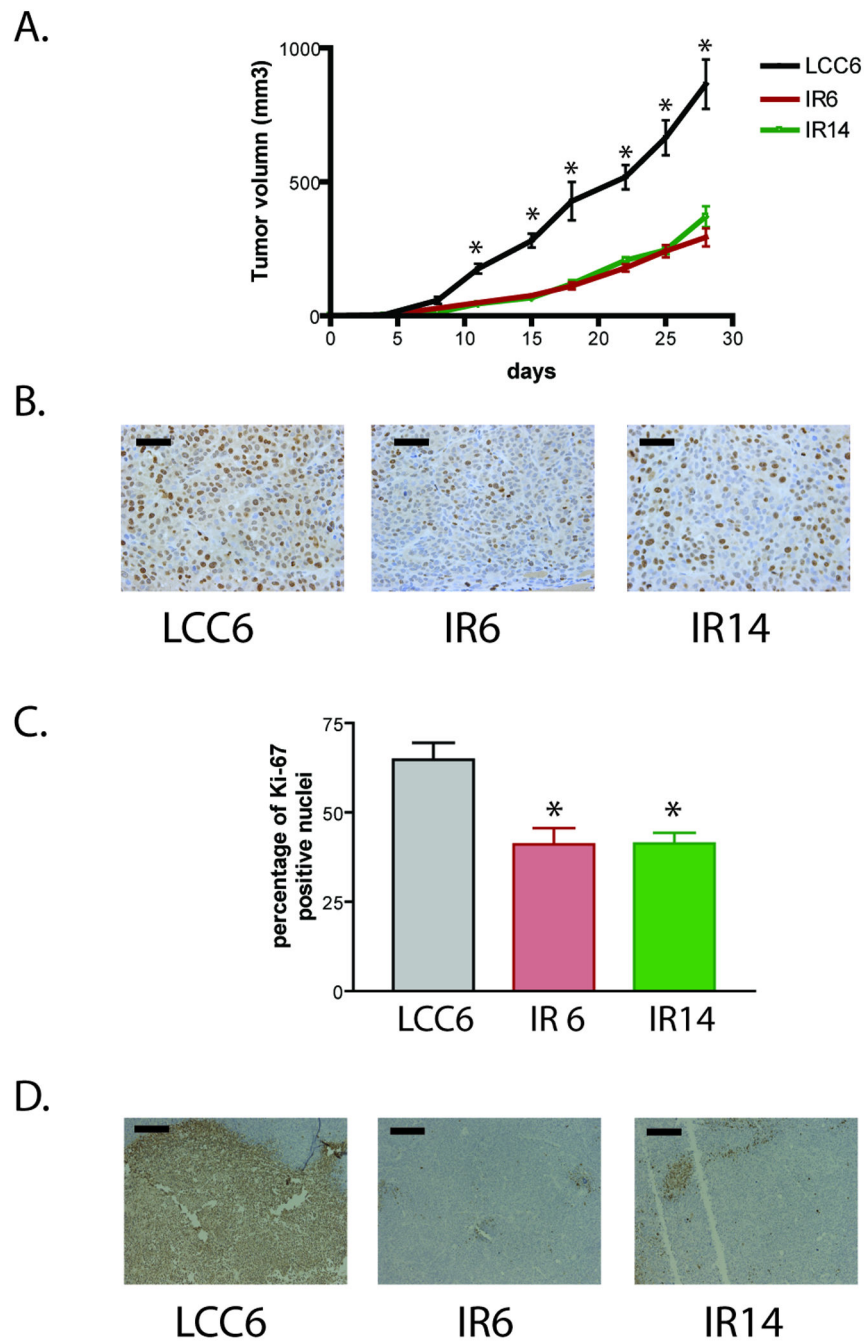 A.
Tumor volumn (mm3)
1000
500
0
* * * * * * *
LCC6
IR6
IR14
0 5 10 15 20 25 30
days
B.
LCC6 IR6 IR14
C.
percentage of Ki-67
positive nuclei
75
50
25
0
* *
LCC6 IR 6 IR14
D.
LCC6 IR6 IR14